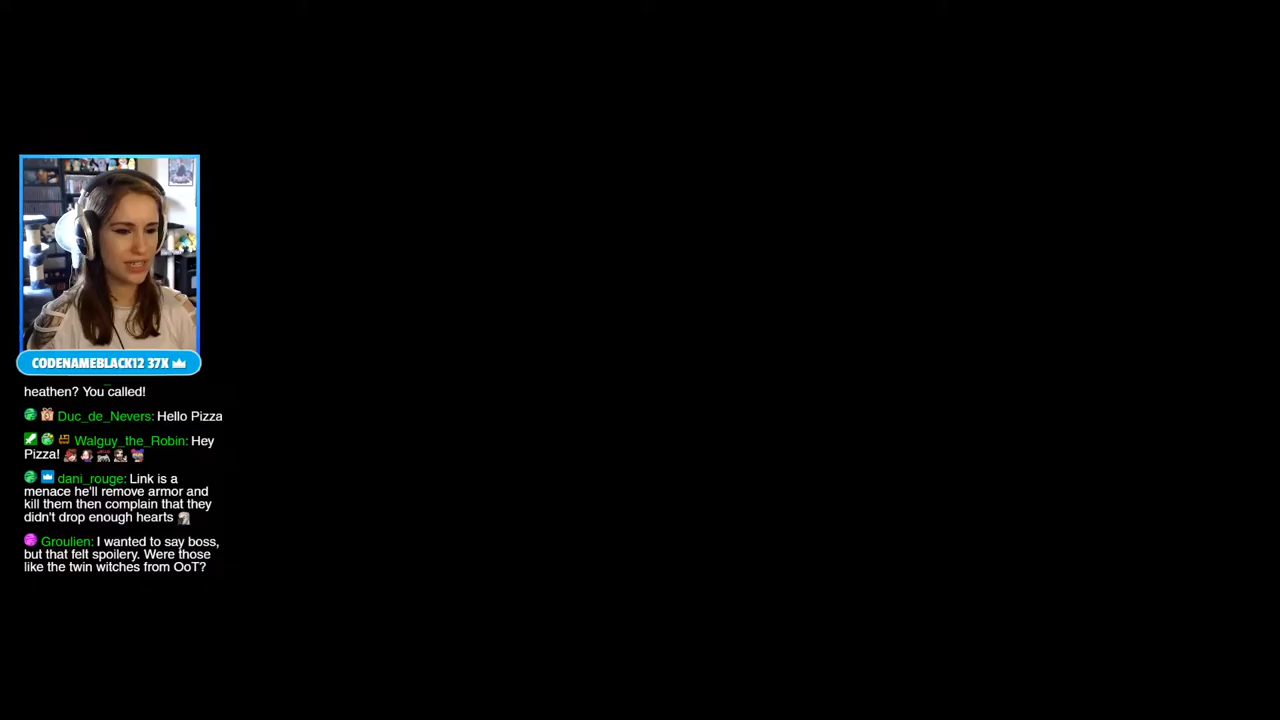 CODENAMEBLACK12 37X
heathen? You called!
Duc_de_Nevers: Hello Pizza
Walguy_the_Robin: Hey
Pizza!
dani_rouge: Link is a
menace he'll remove armor and
kill them then complain that they
didn't drop enough hearts
Groulien: I wanted to say boss,
but that felt spoilery. Were those
like the twin witches from OoT?